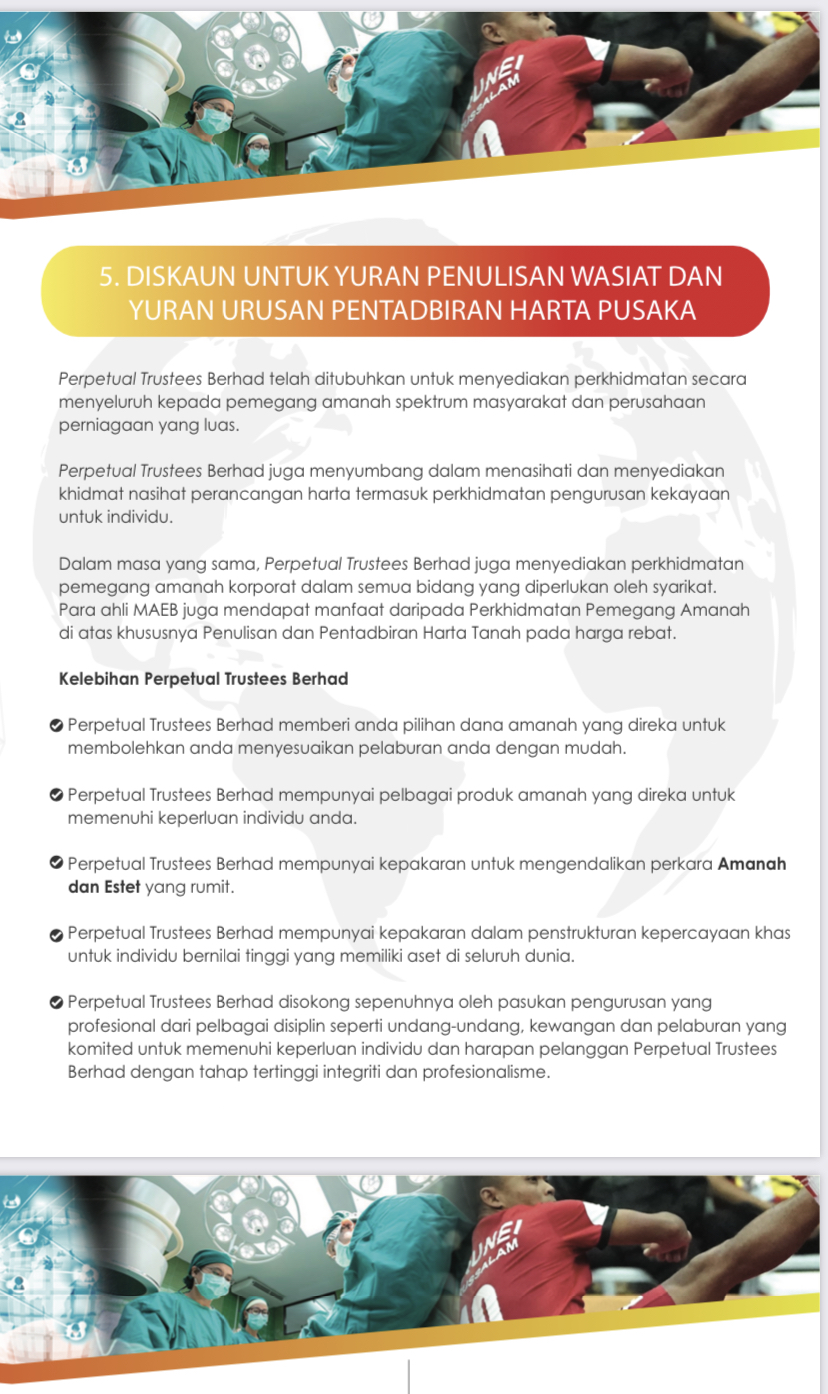 UNEI
USSALAM
10
5. DISKAUN UNTUK YURAN PENULISAN WASIAT DAN
YURAN URUSAN PENTADBIRAN HARTA PUSAKA
Perpetual Trustees Berhad telah ditubuhkan untuk menyediakan perkhidmatan secara
menyeluruh kepada pemegang amanah spektrum masyarakat dan perusahaan
perniagaan yang luas.
Perpetual Trustees Berhad juga menyumbang dalam menasihati dan menyediakan
khidmat nasihat perancangan harta termasuk perkhidmatan pengurusan kekayaan
untuk individu.
Dalam masa yang sama, Perpetual Trustees Berhad juga menyediakan perkhidmatan
pemegang amanah korporat dalam semua bidang yang diperlukan oleh syarikat.
Para ahli MAEB juga mendapat manfaat daripada Perkhidmatan Pemegang Amanah
di atas khususnya Penulisan dan Pentadbiran Harta Tanah pada harga rebat.
Kelebihan Perpetual Trustees Berhad
Perpetual Trustees Berhad memberi anda pilihan dana amanah yang direka untuk
membolehkan anda menyesuaikan pelaburan anda dengan mudah.
Perpetual Trustees Berhad mempunyai pelbagai produk amanah yang direka untuk
memenuhi keperluan individu anda.
Perpetual Trustees Berhad mempunyai kepakaran untuk mengendalikan perkara Amanah
dan Estet yang rumit.
Perpetual Trustees Berhad mempunyai kepakaran dalam penstrukturan kepercayaan khas
untuk individu bernilai tinggi yang memiliki aset di seluruh dunia.
Perpetual Trustees Berhad disokong sepenuhnya oleh pasukan pengurusan yang
profesional dari pelbagai disiplin seperti undang-undang, kewangan dan pelaburan yang
komited untuk memenuhi keperluan individu dan harapan pelanggan Perpetual Trustees
Berhad dengan tahap tertinggi integriti dan profesionalisme.
UNEI
USSALAM
10